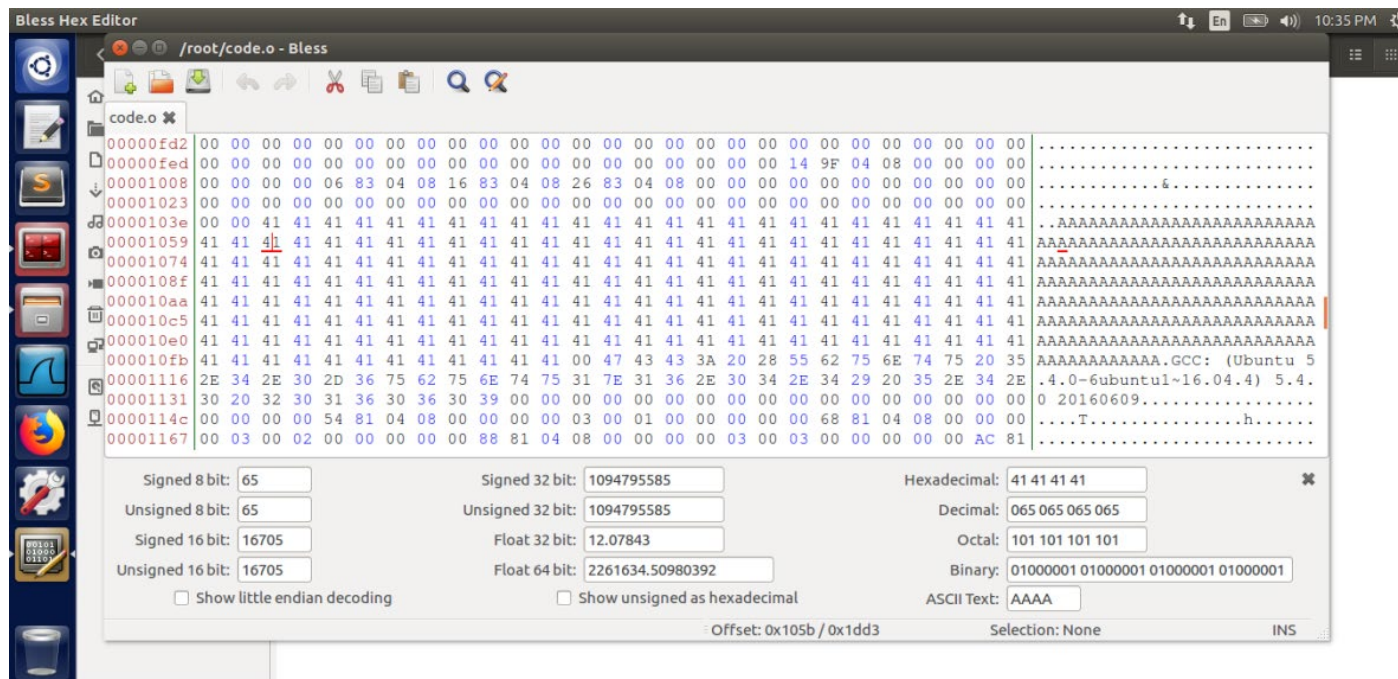 Bless Hex Editor
En
10:35 PM
/root/code.o - Bless
code.o
00000fd2 00 00 00 00 00 00 00 00 00 00 00 00 00 00 00 00 00 00 00 00 00 00 00 00 00 00 00 ...........................
00000fed 00 00 00 00 00 00 00 00 00 00 00 00 00 00 00 00 00 00 00 14 9F 04 08 00 00 00 00 ...........................
00001008 00 00 00 00 06 83 04 08 16 83 04 08 26 83 04 08 00 00 00 00 00 00 00 00 00 00 00 ............&..............
00001023 00 00 00 00 00 00 00 00 00 00 00 00 00 00 00 00 00 00 00 00 00 00 00 00 00 00 00 ...........................
0000103e 00 00 41 41 41 41 41 41 41 41 41 41 41 41 41 41 41 41 41 41 41 41 41 41 41 41 41 ..AAAAAAAAAAAAAAAAAAAAAAAAA
00001059 41 41 41 41 41 41 41 41 41 41 41 41 41 41 41 41 41 41 41 41 41 41 41 41 41 41 41 AAAAAAAAAAAAAAAAAAAAAAAAAAA
00001074 41 41 41 41 41 41 41 41 41 41 41 41 41 41 41 41 41 41 41 41 41 41 41 41 41 41 41 AAAAAAAAAAAAAAAAAAAAAAAAAAA
0000108f 41 41 41 41 41 41 41 41 41 41 41 41 41 41 41 41 41 41 41 41 41 41 41 41 41 41 41 AAAAAAAAAAAAAAAAAAAAAAAAAAA
000010aa 41 41 41 41 41 41 41 41 41 41 41 41 41 41 41 41 41 41 41 41 41 41 41 41 41 41 41 AAAAAAAAAAAAAAAAAAAAAAAAAAA
000010c5 41 41 41 41 41 41 41 41 41 41 41 41 41 41 41 41 41 41 41 41 41 41 41 41 41 41 41 AAAAAAAAAAAAAAAAAAAAAAAAAAA
000010e0 41 41 41 41 41 41 41 41 41 41 41 41 41 41 41 41 41 41 41 41 41 41 41 41 41 41 41 AAAAAAAAAAAAAAAAAAAAAAAAAAA
000010fb 41 41 41 41 41 41 41 41 41 41 41 41 00 47 43 43 3A 20 28 55 62 75 6E 74 75 20 35 AAAAAAAAAAAA.GCC: (Ubuntu 5
00001116 2E 34 2E 30 2D 36 75 62 75 6E 74 75 31 7E 31 36 2E 30 34 2E 34 29 20 35 2E 34 2E .4.0-6ubuntu1~16.04.4) 5.4.
00001131 30 20 32 30 31 36 30 36 30 39 00 00 00 00 00 00 00 00 00 00 00 00 00 00 00 00 00 0 20160609.................
0000114c 00 00 00 00 54 81 04 08 00 00 00 00 03 00 01 00 00 00 00 00 68 81 04 08 00 00 00 ....T...............h......
00001167 00 03 00 02 00 00 00 00 00 88 81 04 08 00 00 00 00 03 00 03 00 00 00 00 00 AC 81 ...........................
Signed 8 bit: 65 Signed 32 bit: 1094795585 Hexadecimal: 41 41 41 41
Unsigned 8 bit: 65 Unsigned 32 bit: 1094795585 Decimal: 065 065 065 065
Signed 16 bit: 16705 Float 32 bit: 12.07843 Octal: 101 101 101 101
Unsigned 16 bit: 16705 Float 64 bit: 2261634.50980392 Binary: 01000001 01000001 01000001 01000001
Show little endian decoding Show unsigned as hexadecimal ASCII Text: AAAA
Offset: 0x105b / 0x1dd3 Selection: None INS